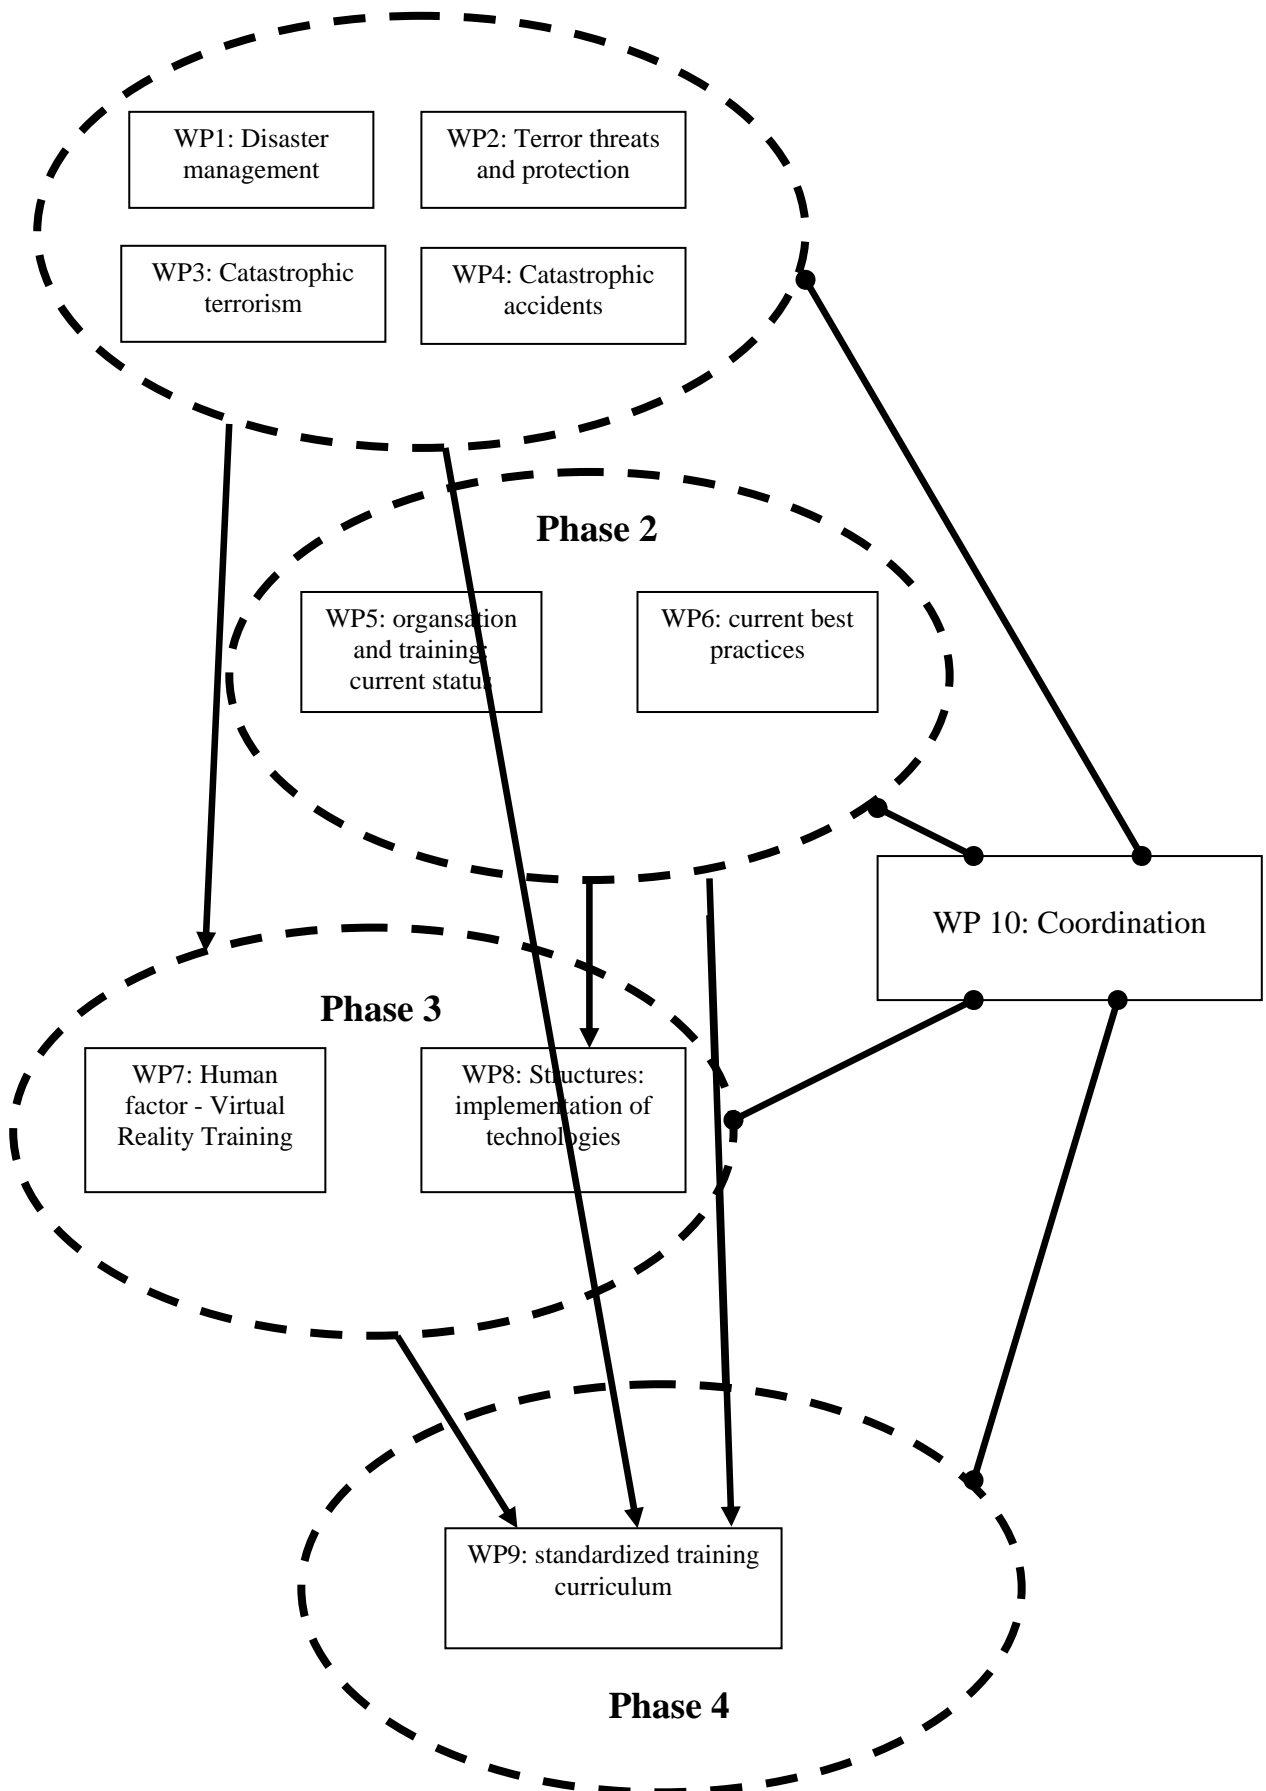 WP1: Disaster
management
WP2: Terror threats
and protection
WP3: Catastrophic
terrorism
WP4: Catastrophic
accidents
Phase 2
WP5: organsation
and training:
current status
WP6: current best
practices
WP 10: Coordination
Phase 3
WP7: Human
factor - Virtual
Reality Training
WP8: Structures:
implementation of
technologies
WP9: standardized training
curriculum
Phase 4